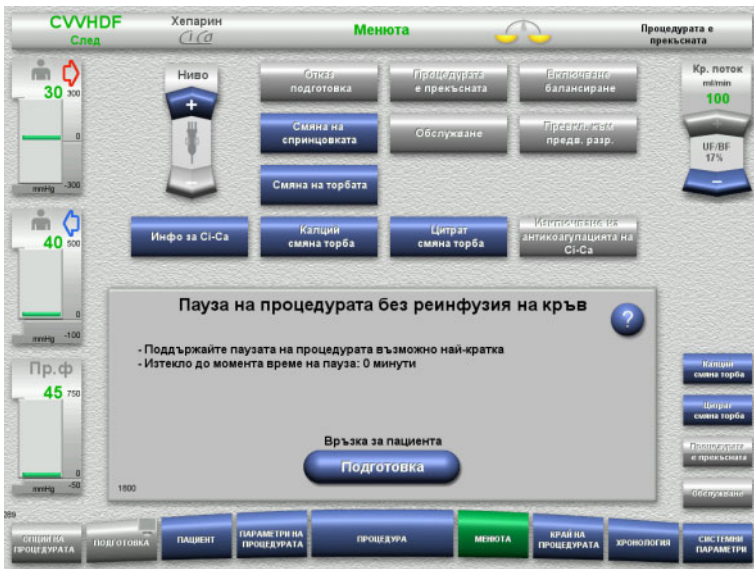 CVVHDF
След
Хепарин
Ci Ca
Менюта
Процедурата е
прекъсната
30
300
0
mmHg
-300
40
500
0
mmHg
-100
Пр.ф
45
750
0
mmHg
-50
Ниво
+
−
Отказ
подготовка
Процедурата
е прекъсната
Включване
балансиране
Смяна на
спринцовката
Обслужване
Превкл. към
предв. разр.
Смяна на торбата
Инфо за Ci-Ca
Калций
смяна торба
Цитрат
смяна торба
Изключване на
антикоагулацията на
Ci-Ca
Кр. поток
ml/min
100
+
UF/BF
17%
−
Пауза на процедурата без реинфузия на кръв
?
- Поддържайте паузата на процедурата възможно най-кратка
- Изтекло до момента време на пауза: 0 минути
Връзка за пациента
Подготовка
1800
Калций
смяна торба
Цитрат
смяна торба
Процедурата
е прекъсната
Обслужване
ОПЦИИ НА
ПРОЦЕДУРАТА
ПОДГОТОВКА
ПАЦИЕНТ
ПАРАМЕТРИ НА
ПРОЦЕДУРАТА
ПРОЦЕДУРА
МЕНЮТА
КРАЙ НА
ПРОЦЕДУРАТА
ХРОНОЛОГИЯ
СИСТЕМНИ
ПАРАМЕТРИ